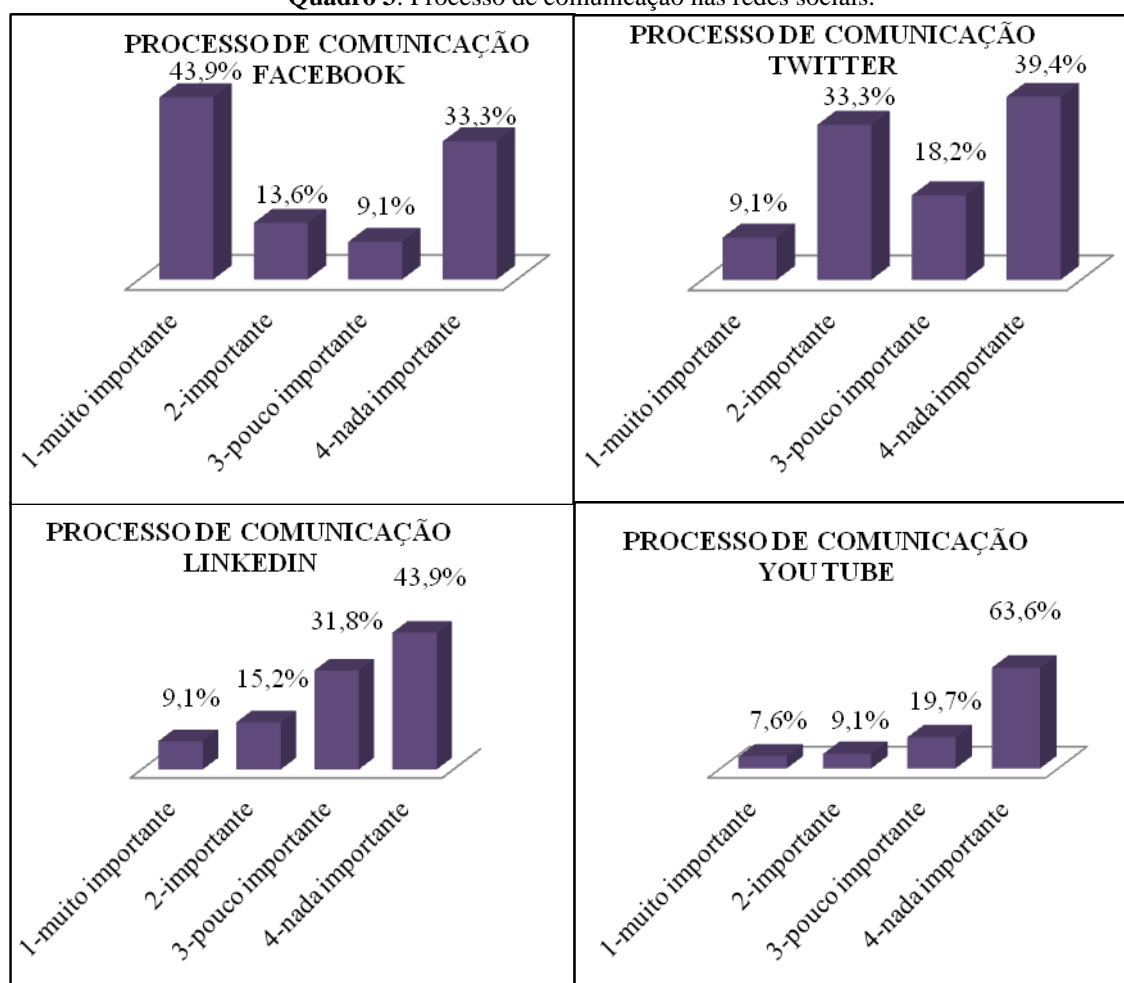 Quadro 3. Processo de comunicação nas redes sociais.
PROCESSO DE COMUNICAÇÃO
FACEBOOK
43,9%
13,6%
9,1%
33,3%
1-muito importante
2-importante
3-pouco importante
4-nada importante
PROCESSO DE COMUNICAÇÃO
TWITTER
9,1%
33,3%
18,2%
39,4%
1-muito importante
2-importante
3-pouco importante
4-nada importante
PROCESSO DE COMUNICAÇÃO
LINKEDIN
9,1%
15,2%
31,8%
43,9%
1-muito importante
2-importante
3-pouco importante
4-nada importante
PROCESSO DE COMUNICAÇÃO
YOU TUBE
7,6%
9,1%
19,7%
63,6%
1-muito importante
2-importante
3-pouco importante
4-nada importante